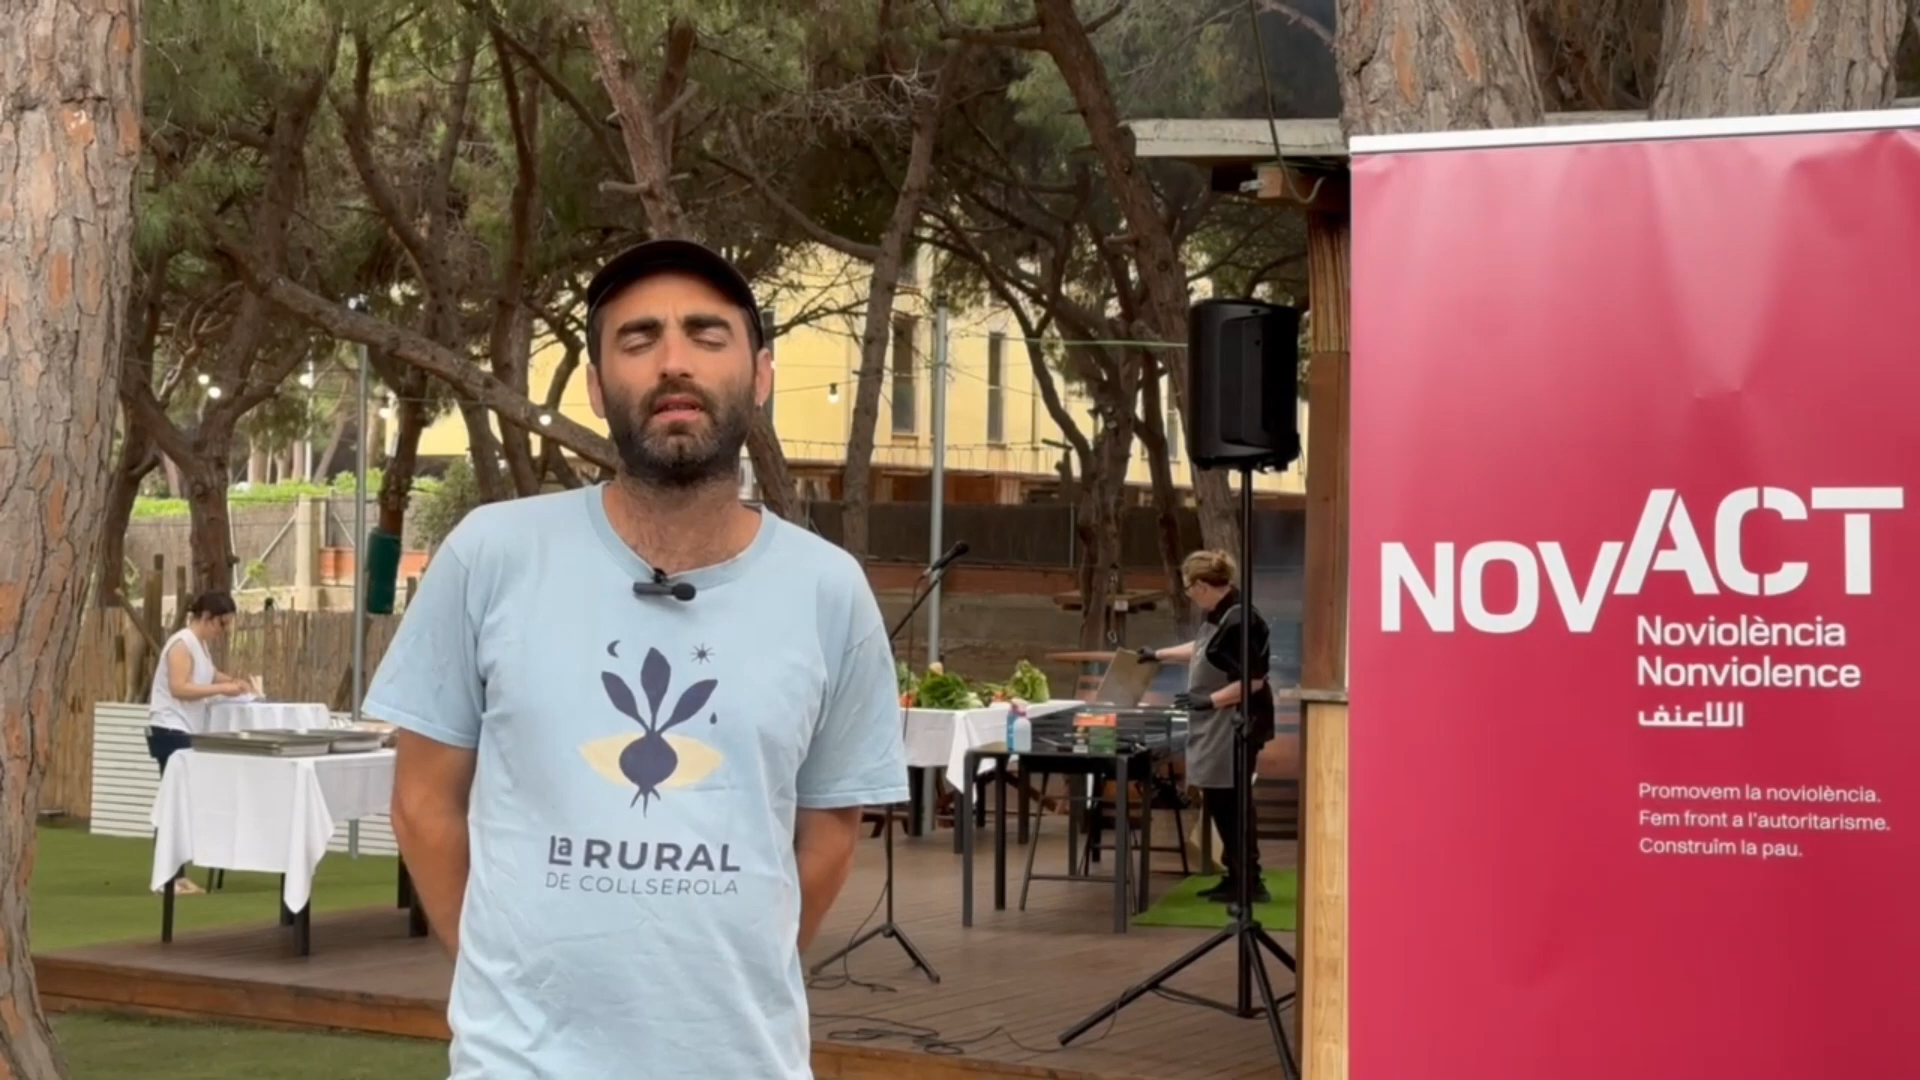 La RURAL
DE COLLSEROLA
NOVACT
Noviolència
Nonviolence
اللاعنف
Promovem la noviolència.
Fem front a l'autoritarisme.
Construïm la pau.